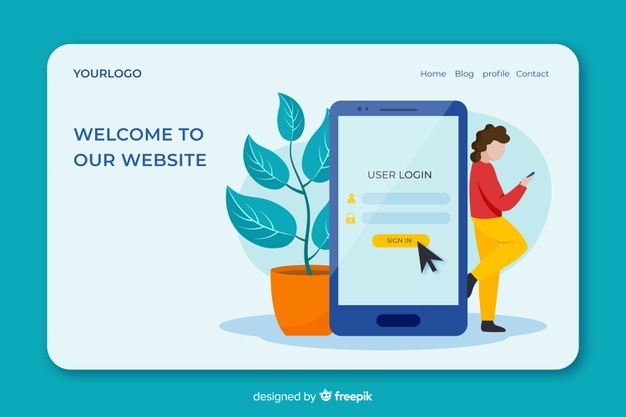 YOURLOGO
Home Blog profile Contact
WELCOME TO
OUR WEBSITE
USER LOGIN
SIGN IN
designed by freepik